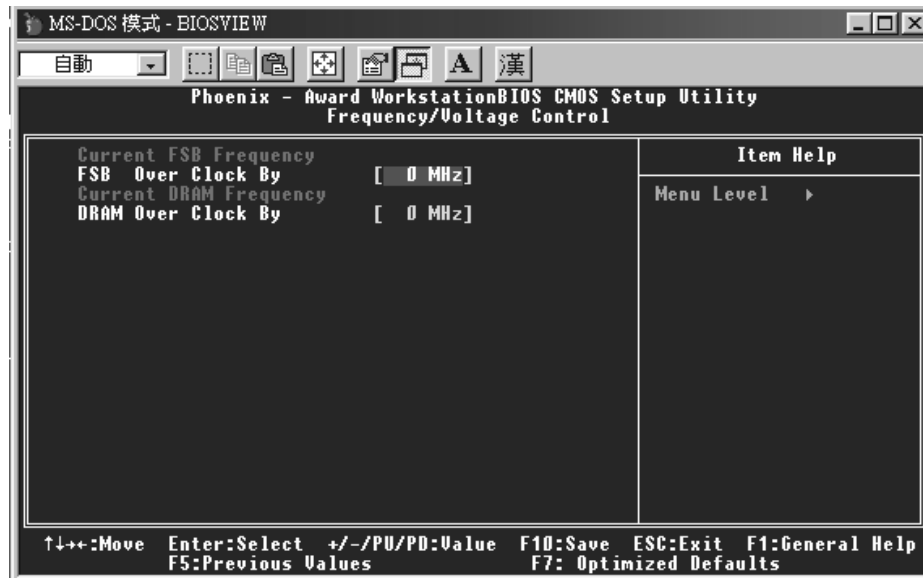 MS-DOS 模式 - BIOSVIEW
自動
A 漢
Phoenix - Award WorkstationBIOS CMOS Setup Utility
Frequency/Voltage Control
Current FSB Frequency
FSB Over Clock By [ 0 MHz]
Current DRAM Frequency
DRAM Over Clock By [ 0 MHz]
Item Help
Menu Level ▸
↑↓→←:Move Enter:Select +/-/PU/PD:Value F10:Save ESC:Exit F1:General Help
F5:Previous Values F7: Optimized Defaults